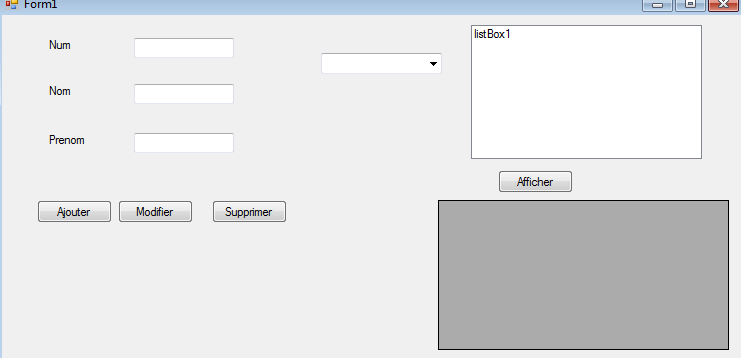 Form1
Num
Nom
Prenom
listBox1
Afficher
Ajouter
Modifier
Supprimer